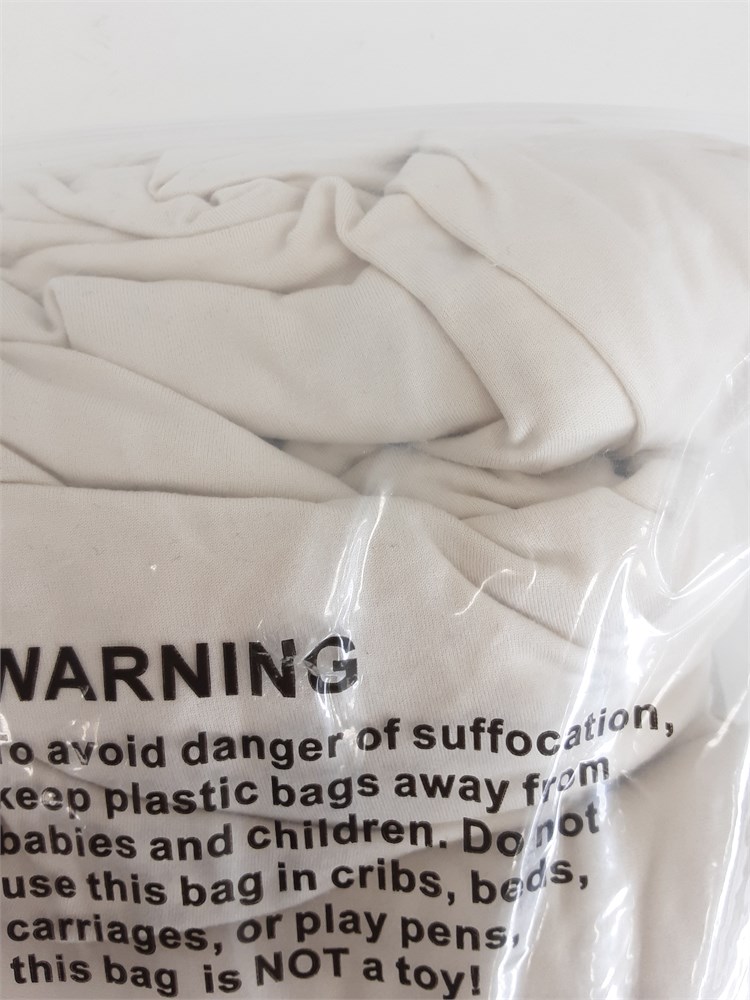 WARNING
To avoid danger of suffocation,
keep plastic bags away from
babies and children. Do not
use this bag in cribs, beds,
carriages, or play pens,
this bag is NOT a toy!